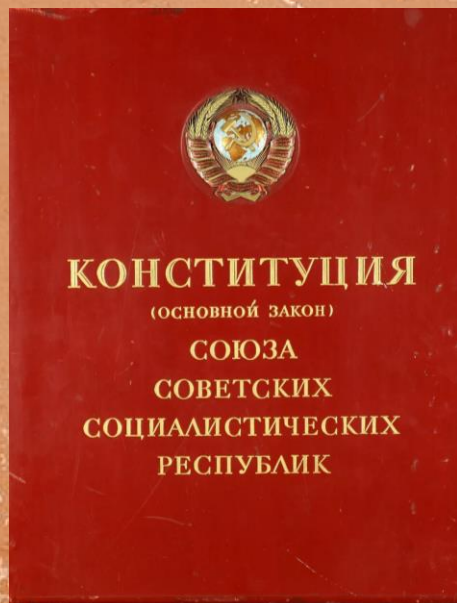 КОНСТИТУЦИЯ
(ОСНОВНОЙ ЗАКОН)
СОЮЗА
СОВЕТСКИХ
СОЦИАЛИСТИЧЕСКИХ
РЕСПУБЛИК